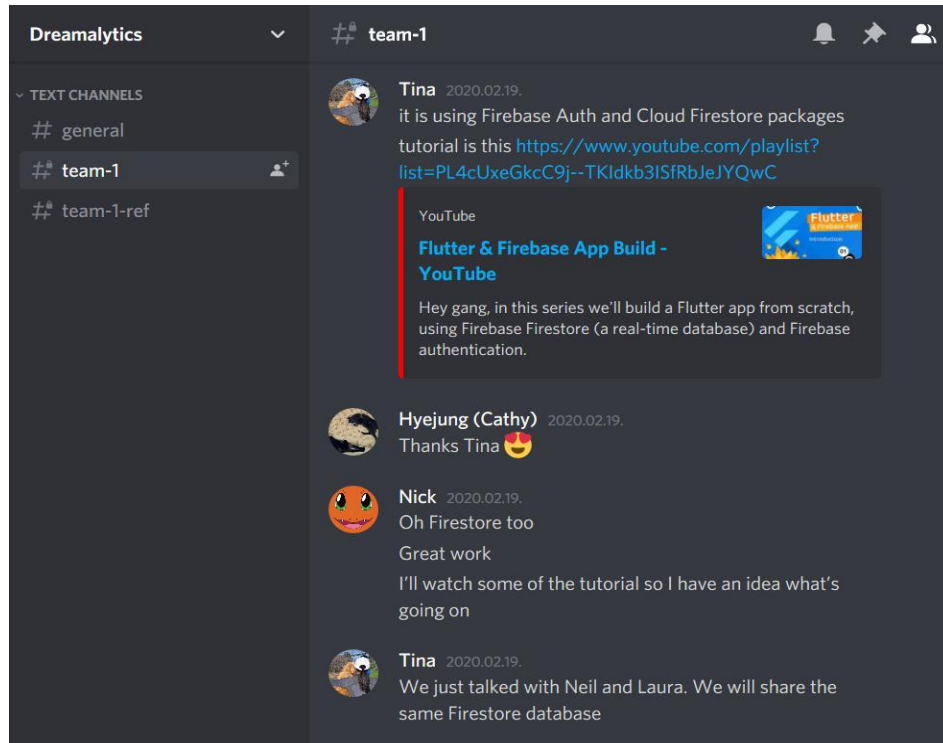 Dreamalytics
team-1
TEXT CHANNELS
general
team-1
team-1-ref
Tina 2020.02.19.
it is using Firebase Auth and Cloud Firestore packages
tutorial is this https://www.youtube.com/playlist?
list=PL4cUxeGkcC9j--TKIdkb3ISfRbJeJYQwC
YouTube
Flutter & Firebase App Build -
YouTube
Flutter
& Firebase App
Introduction
01
Hey gang, in this series we'll build a Flutter app from scratch,
using Firebase Firestore (a real-time database) and Firebase
authentication.
Hyejung (Cathy) 2020.02.19.
Thanks Tina 😍
Nick 2020.02.19.
Oh Firestore too
Great work
I'll watch some of the tutorial so I have an idea what's
going on
Tina 2020.02.19.
We just talked with Neil and Laura. We will share the
same Firestore database